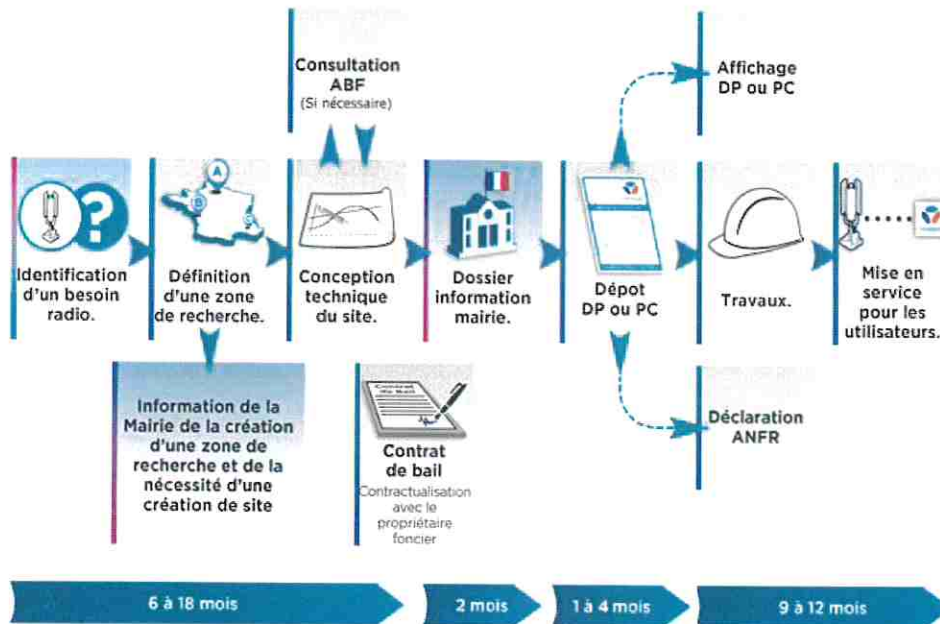 Consultation
ABF
(Si nécessaire)
Affichage
DP ou PC
A
B
C
Identification
d'un besoin
radio.
Définition
d'une zone
de recherche.
Conception
technique
du site.
Dossier
information
mairie.
Dépot
DP ou PC
Travaux.
Mise en
service
pour les
utilisateurs.
Information de la
Mairie de la création
d'une zone de
recherche et de la
nécessité d'une
création de site
Contrat
de Bail
Contrat
de bail
Contractualisation
avec le
propriétaire
foncier
Déclaration
ANFR
6 à 18 mois
2 mois
1 à 4 mois
9 à 12 mois